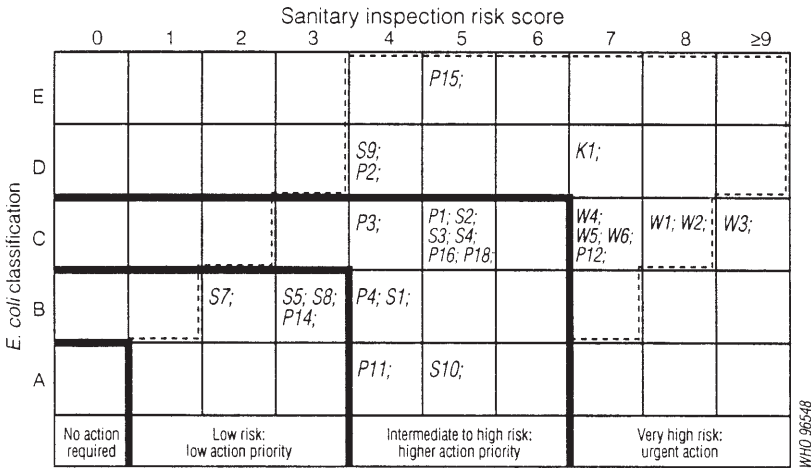 Sanitary inspection risk score
0 1 2 3 4 5 6 7 8 ≥9
E. coli classification
E
P15;
D
S9;
P2;
K1;
C
P3;
P1; S2;
S3; S4;
P16; P18;
W4;
W5; W6;
P12;
W1; W2;
W3;
B
S7;
S5; S8;
P14;
P4; S1;
A
P11;
S10;
No action
required
Low risk:
low action priority
Intermediate to high risk:
higher action priority
Very high risk:
urgent action
WHO 96548